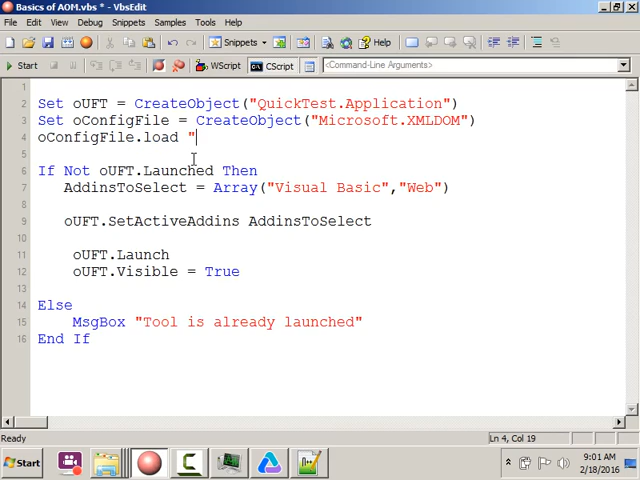 Basics of AOM.vbs * - VbsEdit
File Edit View Debug Snippets Samples Tools Help
Snippets Help
Start WScript CScript <Command-Line Arguments>
1
2 Set oUFT = CreateObject("QuickTest.Application")
3 Set oConfigFile = CreateObject("Microsoft.XMLDOM")
4 oConfigFile.load "
5
6 If Not oUFT.Launched Then
7 AddinsToSelect = Array("Visual Basic","Web")
8
9 oUFT.SetActiveAddins AddinsToSelect
10
11 oUFT.Launch
12 oUFT.Visible = True
13
14 Else
15 MsgBox "Tool is already launched"
16 End If
Ready Ln 4, Col 19
Start 9:01 AM
2/18/2016